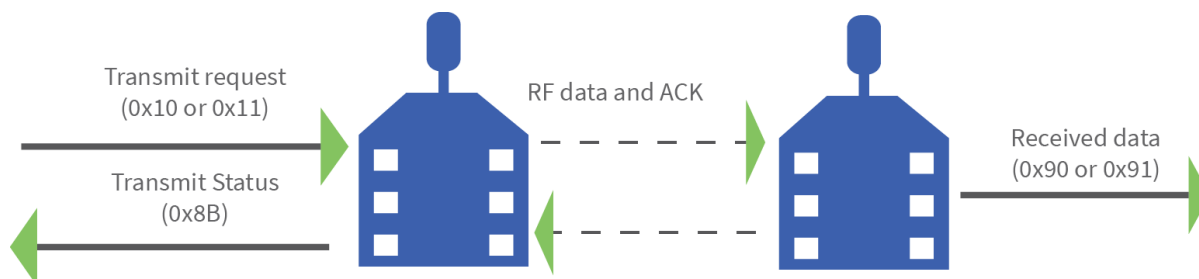 Transmit request
(0x10 or 0x11)
RF data and ACK
Received data
(0x90 or 0x91)
Transmit Status
(0x8B)